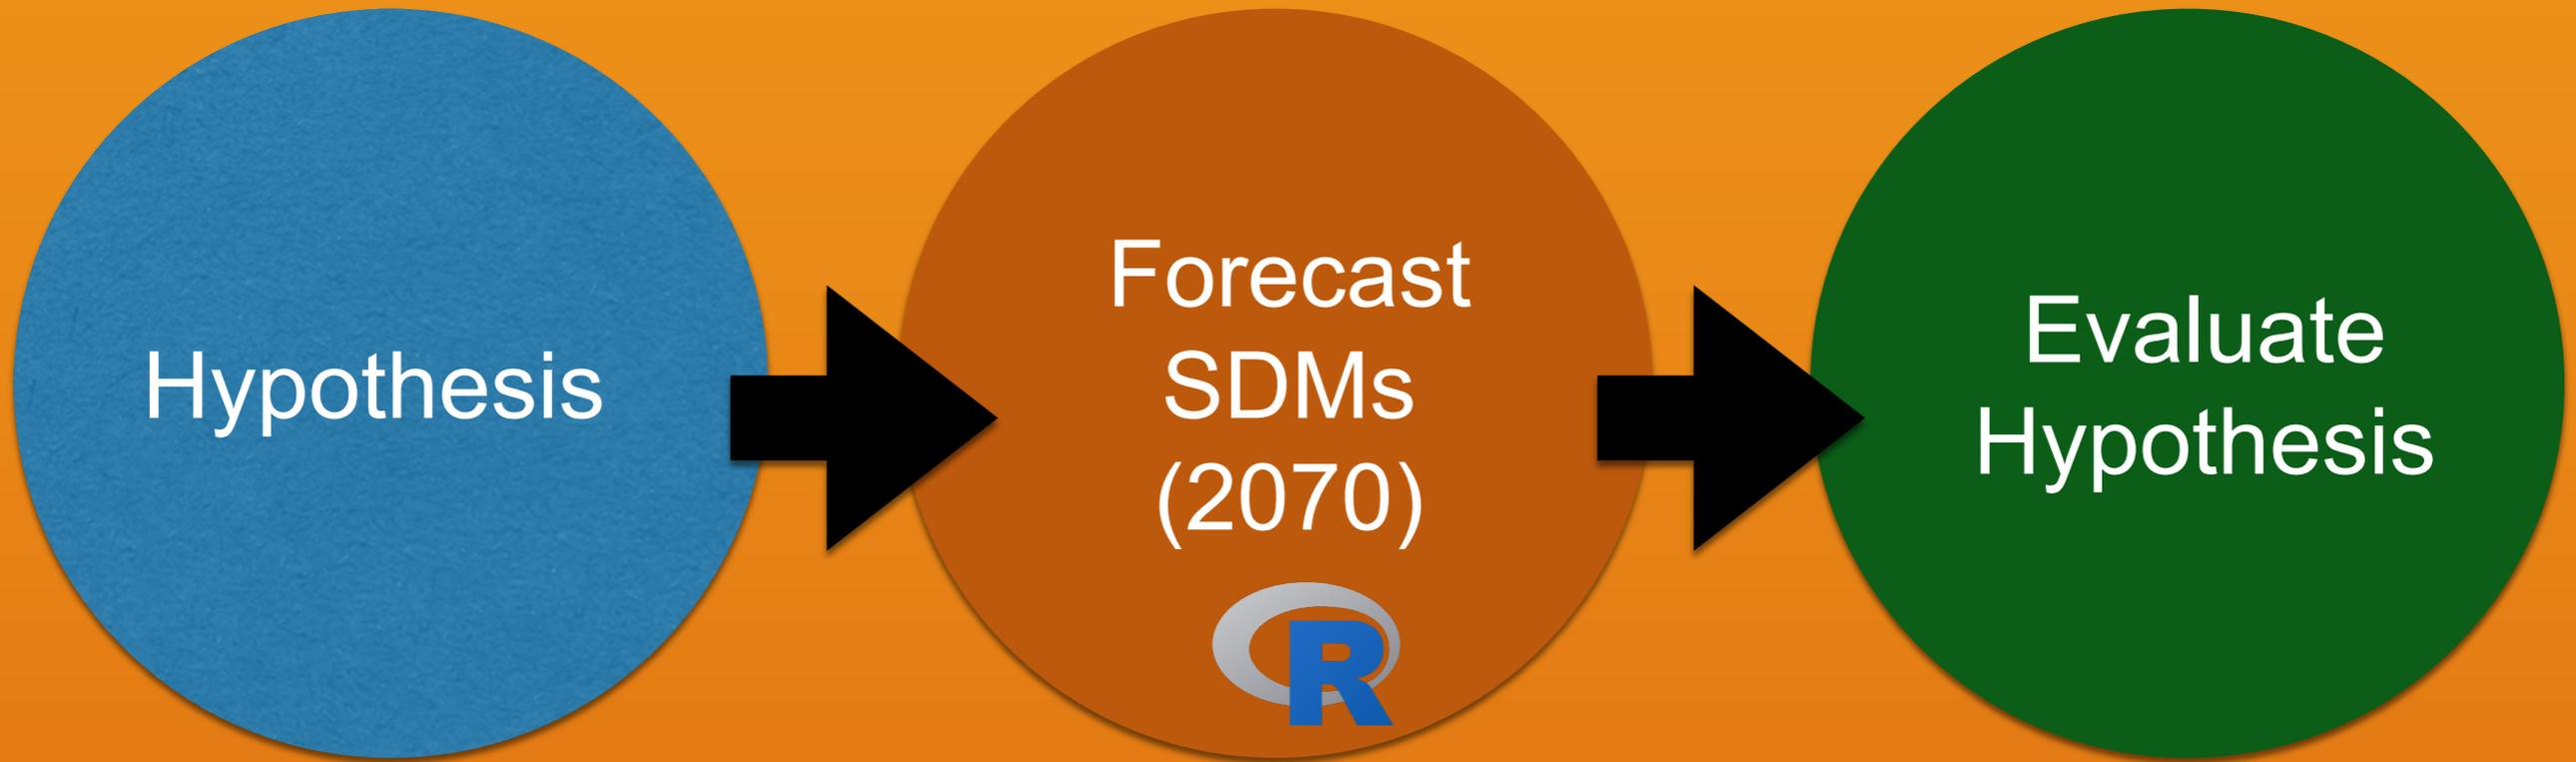 Hypothesis
Forecast
SDMs
(2070)
R
Evaluate
Hypothesis